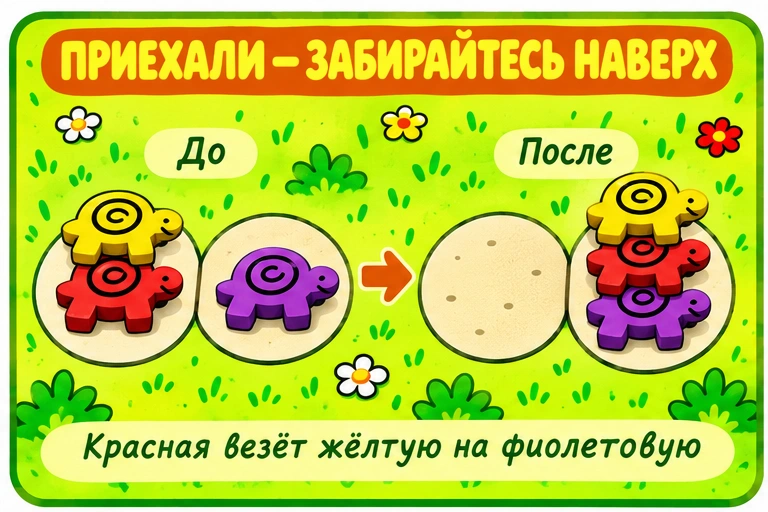 ПРИЕХАЛИ – ЗАБИРАЙТЕСЬ НАВЕРХ
До
После
Красная везёт жёлтую на фиолетовую